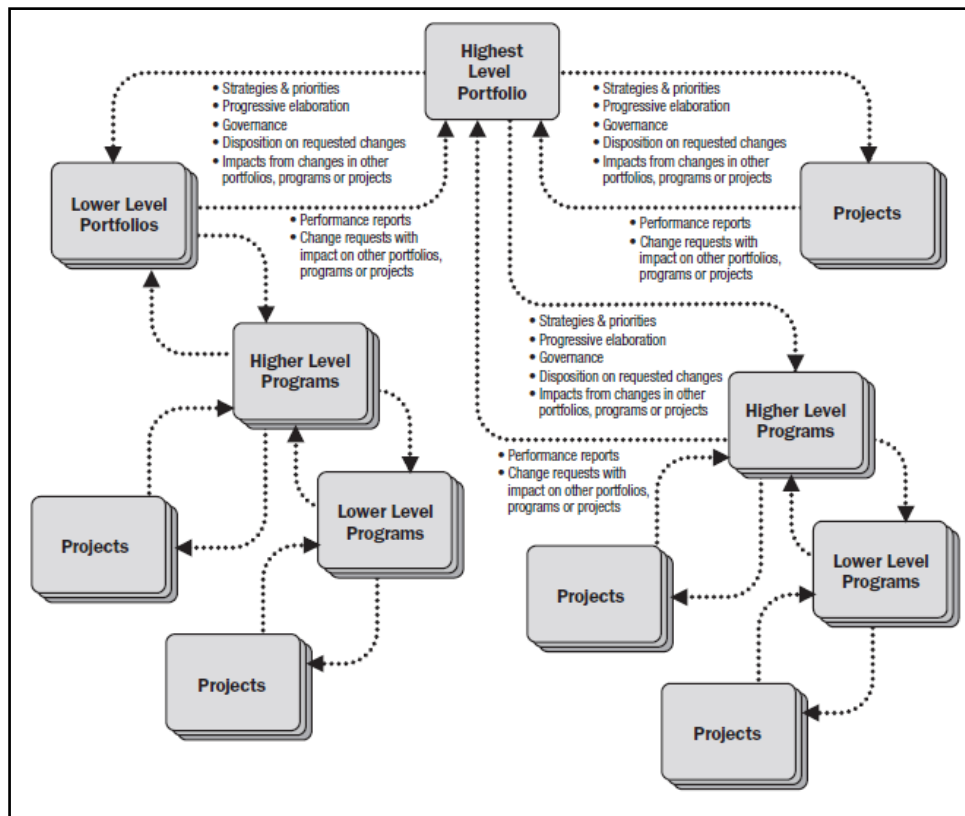 Highest
Level
Portfolio
• Strategies & priorities
• Progressive elaboration
• Governance
• Disposition on requested changes
• Impacts from changes in other
portfolios, programs or projects
• Strategies & priorities
• Progressive elaboration
• Governance
• Disposition on requested changes
• Impacts from changes in other
portfolios, programs or projects
Lower Level
Portfolios
Projects
• Performance reports
• Change requests with
impact on other portfolios,
programs or projects
• Performance reports
• Change requests with
impact on other portfolios,
programs or projects
• Strategies & priorities
• Progressive elaboration
• Governance
• Disposition on requested changes
• Impacts from changes in other
portfolios, programs or projects
Higher Level
Programs
Higher Level
Programs
• Performance reports
• Change requests with
impact on other portfolios,
programs or projects
Lower Level
Programs
Projects
Lower Level
Programs
Projects
Projects
Projects